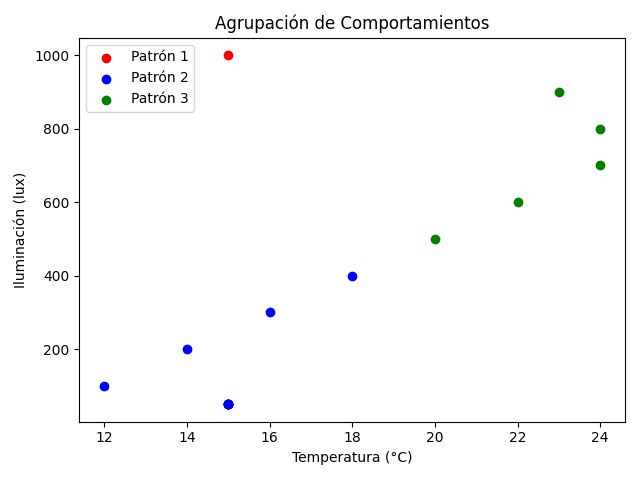 Agrupación de Comportamientos
Patrón 1
Patrón 2
Patrón 3
Iluminación (lux)
1000
800
600
400
200
12 14 16 18 20 22 24
Temperatura (°C)